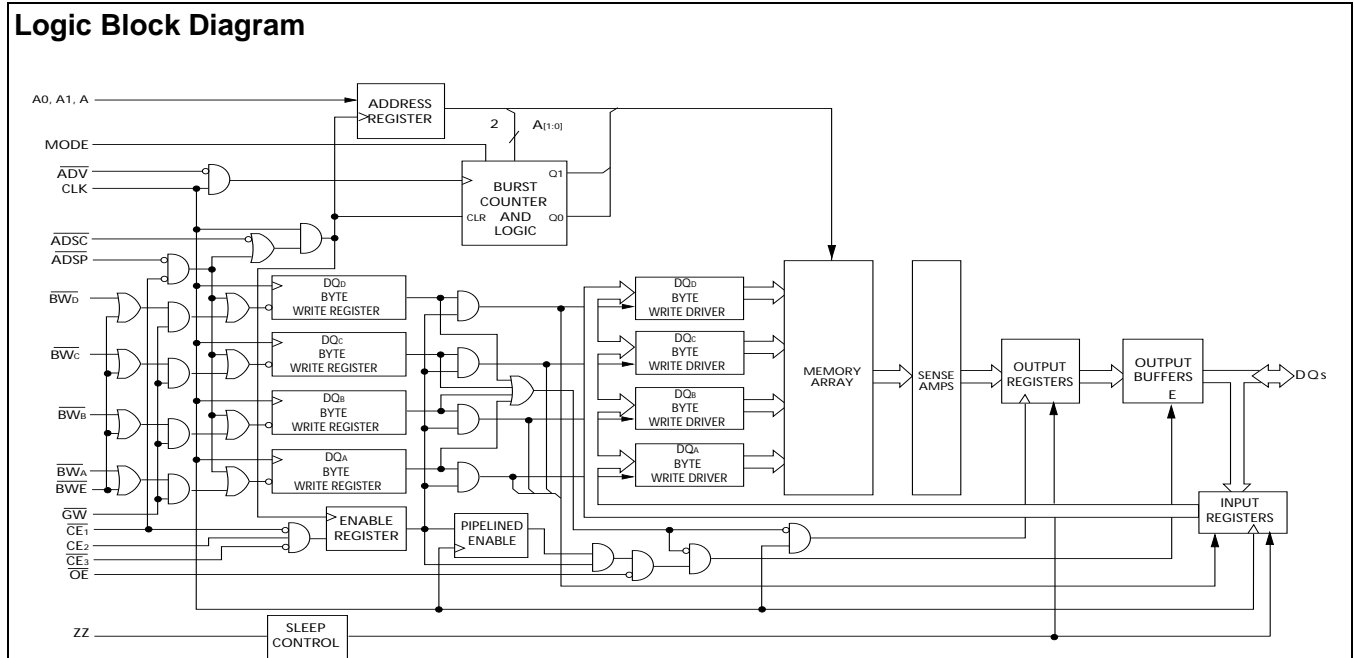 Logic Block Diagram
A0, A1, A
ADDRESS
REGISTER
2 A[1:0]
MODE
ADV
CLK
BURST
COUNTER
AND
LOGIC
Q1
CLR
Q0
ADSC
ADSP
BWD
DQD
BYTE
WRITE REGISTER
DQD
BYTE
WRITE DRIVER
BWC
DQC
BYTE
WRITE REGISTER
DQC
BYTE
WRITE DRIVER
BWB
DQB
BYTE
WRITE REGISTER
DQB
BYTE
WRITE DRIVER
BWA
BWE
DQA
BYTE
WRITE REGISTER
DQA
BYTE
WRITE DRIVER
MEMORY
ARRAY
SENSE
AMPS
OUTPUT
REGISTERS
OUTPUT
BUFFERS
E
DQs
INPUT
REGISTERS
GW
CE1
CE2
CE3
OE
ENABLE
REGISTER
PIPELINED
ENABLE
ZZ
SLEEP
CONTROL